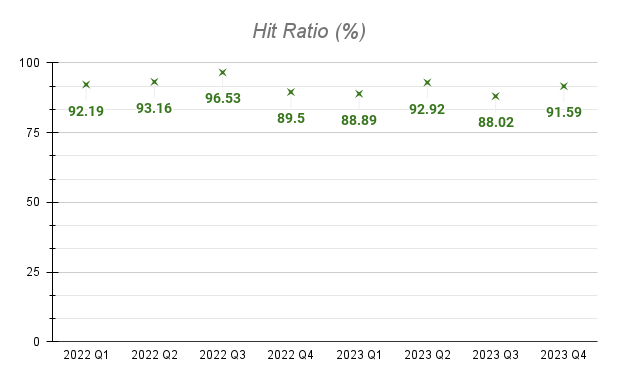 Hit Ratio (%)
100
75
50
25
0
92.19
93.16
96.53
89.5
88.89
92.92
88.02
91.59
2022 Q1
2022 Q2
2022 Q3
2022 Q4
2023 Q1
2023 Q2
2023 Q3
2023 Q4